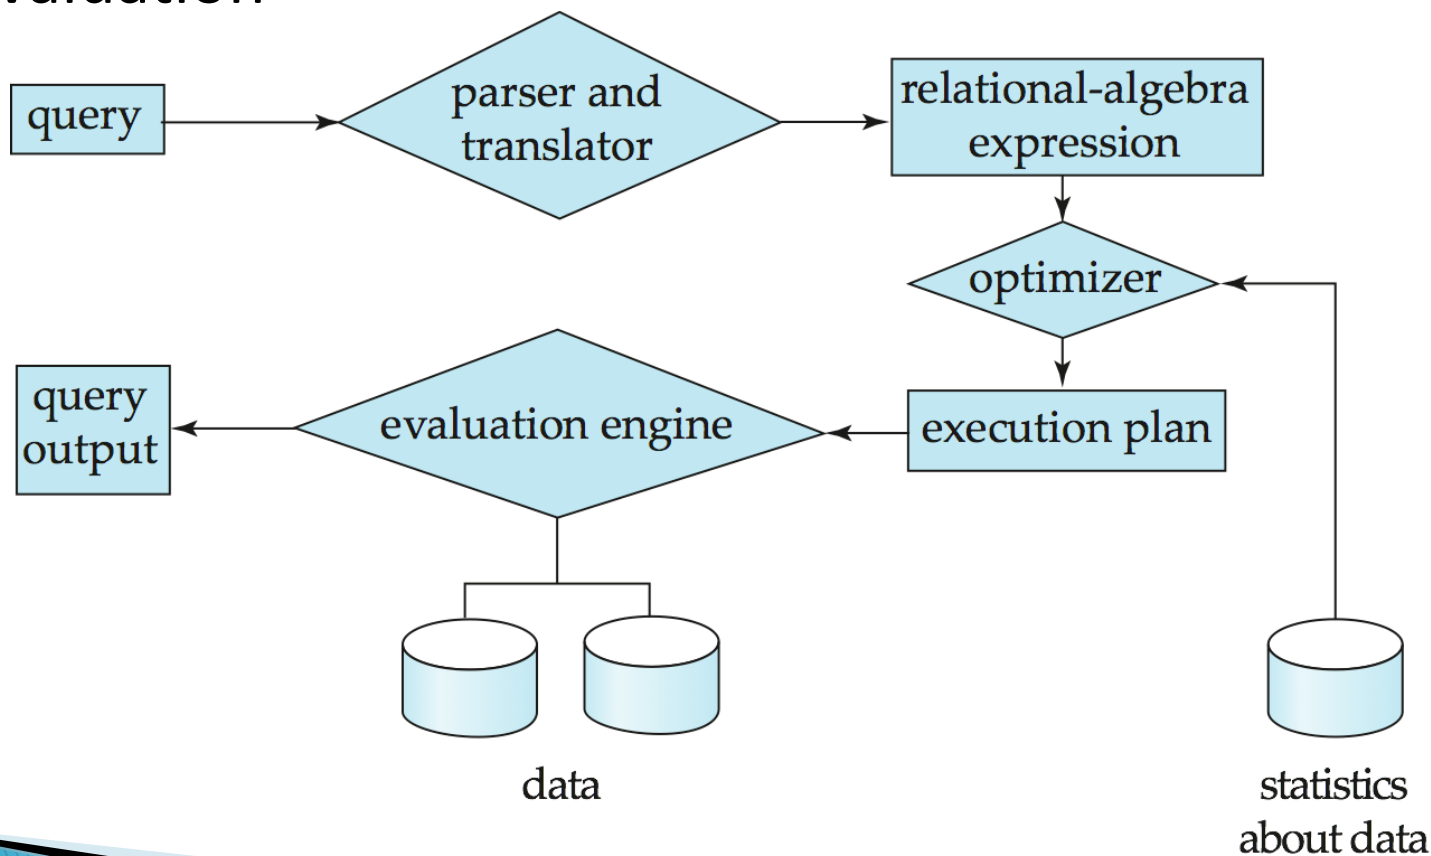 query
parser and
translator
relational-algebra
expression
optimizer
query
output
evaluation engine
execution plan
data
statistics
about data